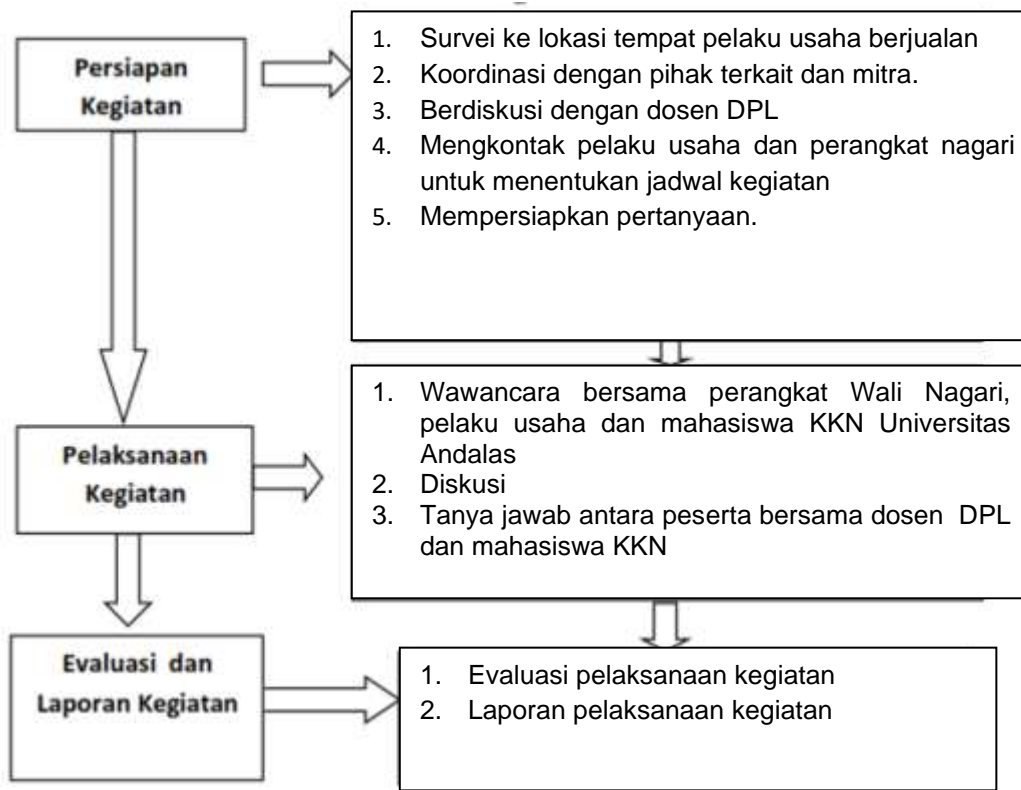 Persiapan
Kegiatan
1. Survei ke lokasi tempat pelaku usaha berjualan
2. Koordinasi dengan pihak terkait dan mitra.
3. Berdiskusi dengan dosen DPL
4. Mengkontak pelaku usaha dan perangkat nagari
untuk menentukan jadwal kegiatan
5. Mempersiapkan pertanyaan.
Pelaksanaan
Kegiatan
1. Wawancara bersama perangkat Wali Nagari,
pelaku usaha dan mahasiswa KKN Universitas
Andalas
2. Diskusi
3. Tanya jawab antara peserta bersama dosen DPL
dan mahasiswa KKN
Evaluasi dan
Laporan Kegiatan
1. Evaluasi pelaksanaan kegiatan
2. Laporan pelaksanaan kegiatan